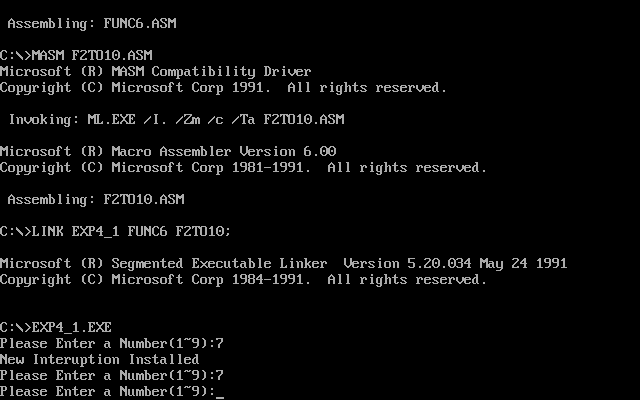 Assembling: FUNC6.ASM
C:\>MASM F2TO10.ASM
Microsoft (R) MASM Compatibility Driver
Copyright (C) Microsoft Corp 1991.  All rights reserved.
Invoking: ML.EXE /I. /Zm /c /Ta F2TO10.ASM
Microsoft (R) Macro Assembler Version 6.00
Copyright (C) Microsoft Corp 1981-1991.  All rights reserved.
Assembling: F2TO10.ASM
C:\>LINK EXP4_1 FUNC6 F2TO10;
Microsoft (R) Segmented Executable Linker  Version 5.20.034 May 24 1991
Copyright (C) Microsoft Corp 1984-1991.  All rights reserved.
C:\>EXP4_1.EXE
Please Enter a Number(1~9):7
New Interuption Installed
Please Enter a Number(1~9):7
Please Enter a Number(1~9):_